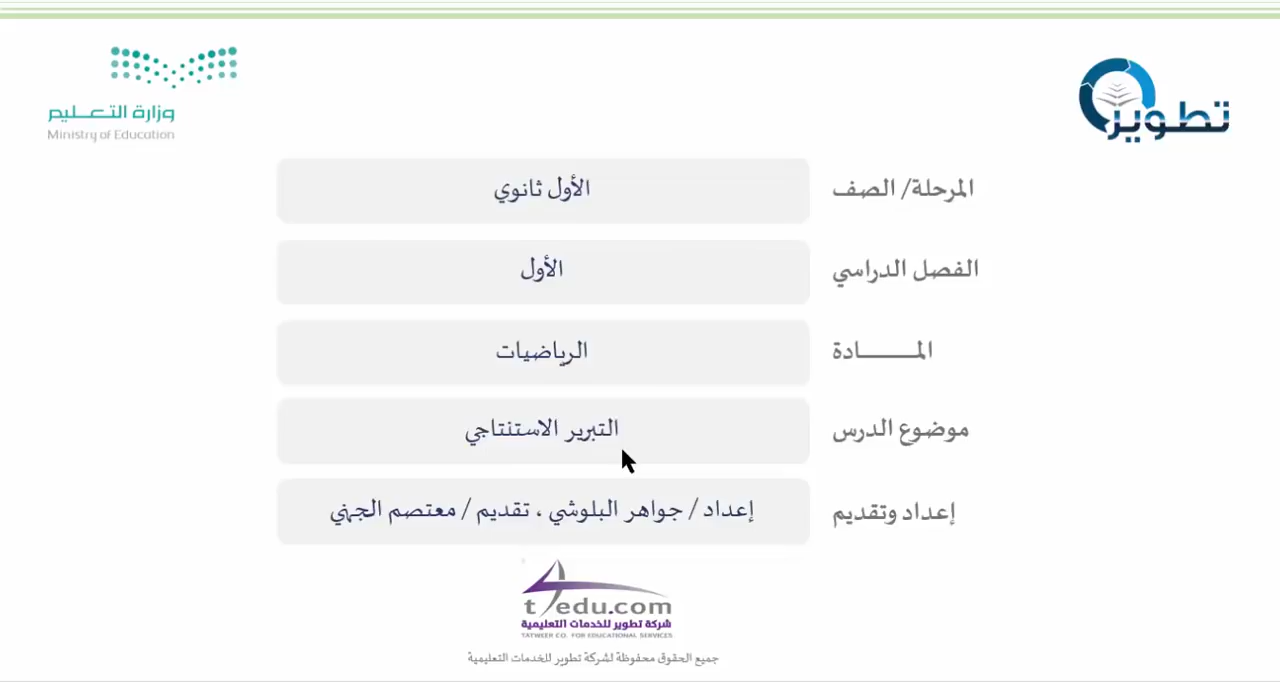 وزارة التعـــليم
Ministry of Education
تطوير
المرحلة/ الصف
الأول ثانوي
الفصل الدراسي
الأول
المـــــــادة
الرياضيات
موضوع الدرس
التبرير الاستنتاجي
إعداد وتقديم
إعداد / جواهر البلوشي ، تقديم / معتصم الجهني
t4edu.com
شركة تطوير للخدمات التعليمية
TATWEER CO. FOR EDUCATIONAL SERVICES
جميع الحقوق محفوظة لشركة تطوير للخدمات التعليمية